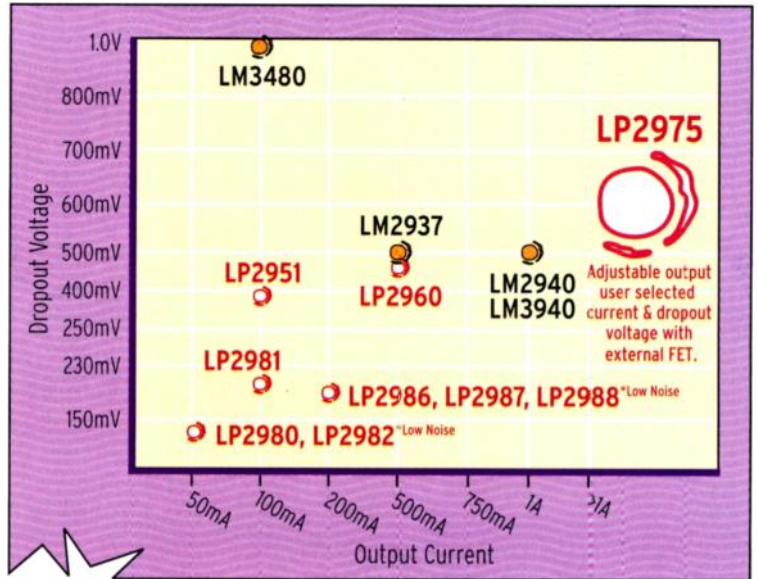 1.0V
800mV
700mV
600mV
500mV
400mV
250mV
230mV
150mV
Dropout Voltage
LM3480
LP2975
Adjustable output
user selected
current & dropout
voltage with
external FET.
LM2937
LP2960
LM2940
LM3940
LP2951
LP2981
LP2986, LP2987, LP2988 *Low Noise
LP2980, LP2982 *Low Noise
50mA
100mA
200mA
500mA
750mA
1A
>1A
Output Current